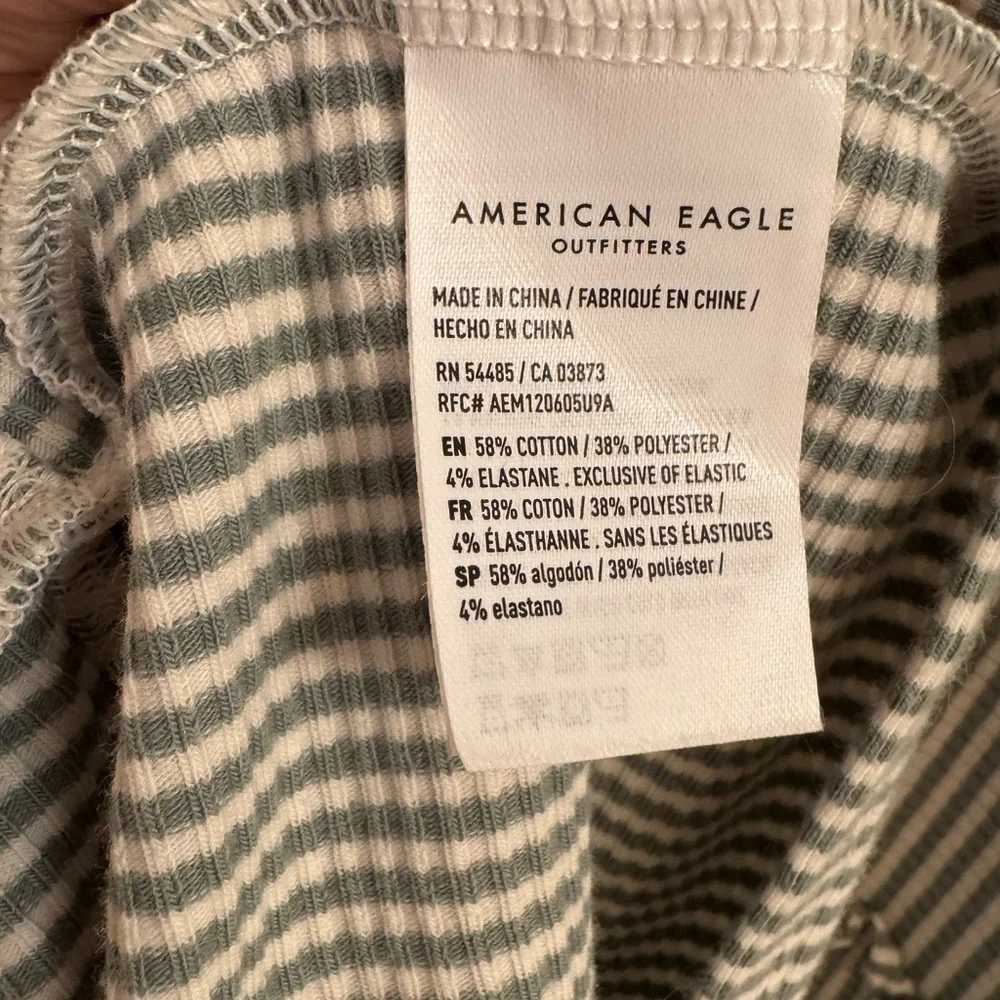 AMERICAN EAGLE
OUTFITTERS
MADE IN CHINA / FABRIQUÉ EN CHINE /
HECHO EN CHINA
RN 54485 / CA 03873
RFC# AEM120605U9A
EN 58% COTTON / 38% POLYESTER /
4% ELASTANE . EXCLUSIVE OF ELASTIC
FR 58% COTON / 38% POLYESTER /
4% ÉLASTHANNE . SANS LES ÉLASTIQUES
SP 58% algodón / 38% poliéster /
4% elastano